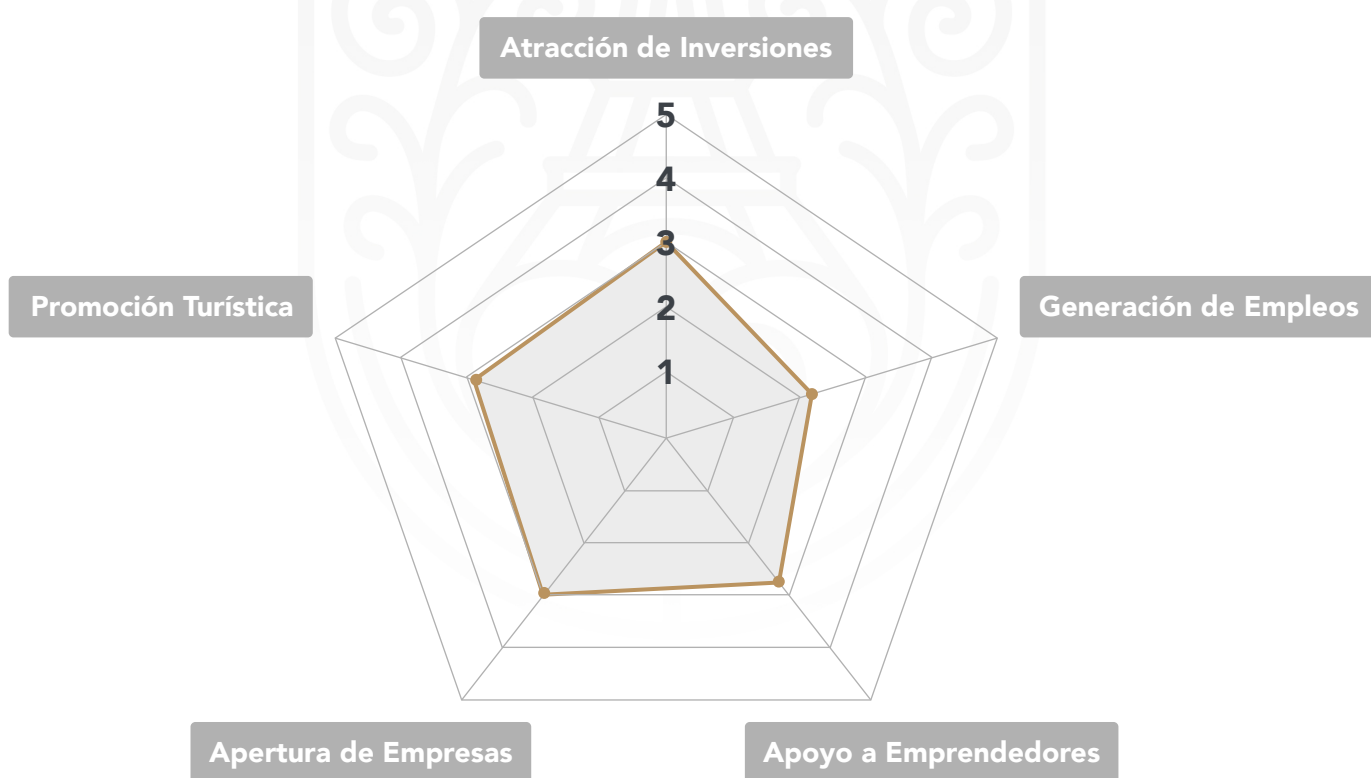 Atracción de Inversiones
5
4
3
2
1
Promoción Turística
Generación de Empleos
Apertura de Empresas
Apoyo a Emprendedores